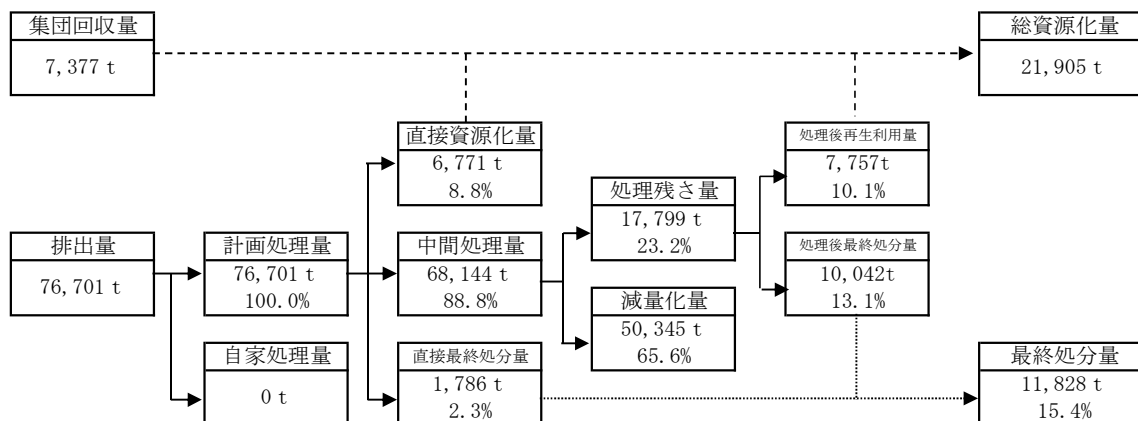 集団回収量
7,377 t
総資源化量
21,905 t
直接資源化量
6,771 t
8.8%
処理後再生利用量
7,757t
10.1%
処理残さ量
17,799 t
23.2%
排出量
76,701 t
計画処理量
76,701 t
100.0%
中間処理量
68,144 t
88.8%
処理後最終処分量
10,042t
13.1%
減量化量
50,345 t
65.6%
自家処理量
0 t
直接最終処分量
1,786 t
2.3%
最終処分量
11,828 t
15.4%